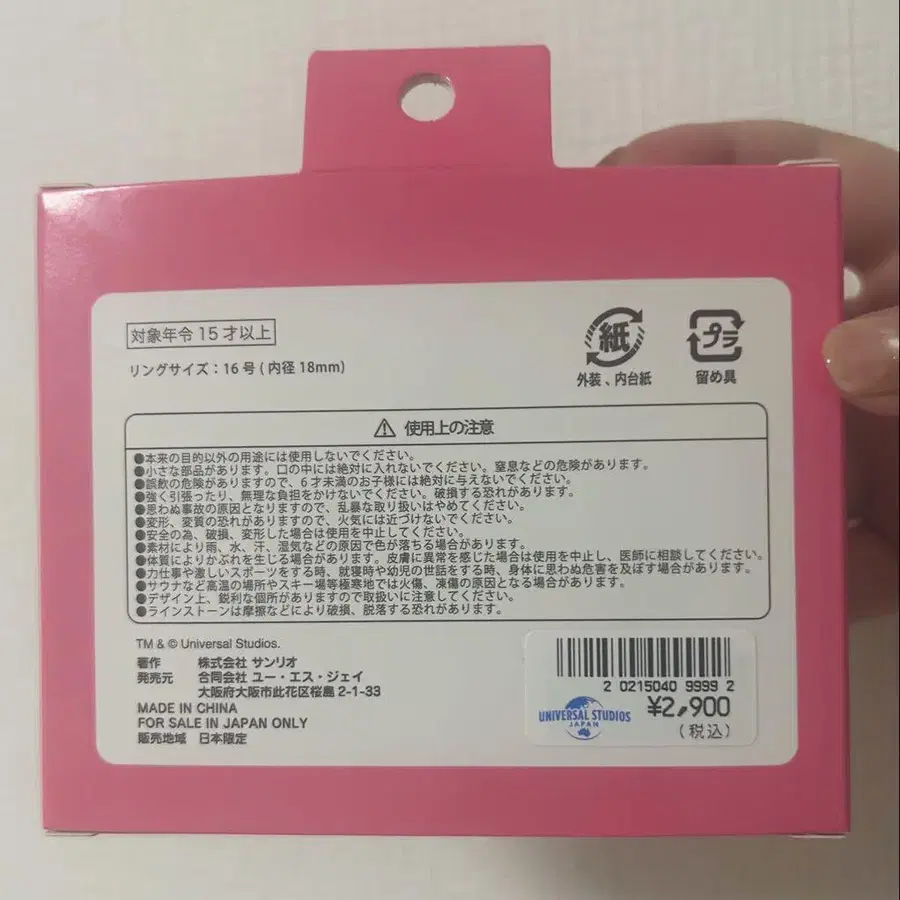 対象年令15才以上
リングサイズ：16号(内径18mm)
紙
外装、内台紙
プラ
留め具
使用上の注意
●本来の目的以外の用途には使用しないでください。
●小さな部品があります。口の中には絶対に入れないでください。窒息などの危険があります。
●誤飲の危険がありますので、6才未満のお子様には絶対に与えないでください。
●強く引張ったり、無理な負担をかけないでください。破損する恐れがあります。
●思わぬ事故の原因となりますので、乱暴な取り扱いはやめてください。
●変形、変質の恐れがありますので、火気には近づけないでください。
●安全の為、破損、変形した場合は使用を中止してください。
●素材により雨、水、汗、湿気などの原因で色が落ちる場合があります。
●体質によりかぶれを生じる場合があります。皮膚に異常を感じた場合は使用を中止し、医師に相談してください。
●力仕事や激しいスポーツをする時、就寝時や幼児の世話をする時、身体に思わぬ危害を及ぼす場合があります。
●サウナなど高温の場所やスキー場等極寒地では火傷、凍傷の原因となる場合があります。
●デザイン上、鋭利な個所がありますので取扱いに注意してください。
●ラインストーンは摩擦などにより破損、脱落する恐れがあります。
TM & © Universal Studios.
著作 株式会社 サンリオ
発売元 合同会社 ユー・エス・ジェイ
大阪府大阪市此花区桜島 2-1-33
MADE IN CHINA
FOR SALE IN JAPAN ONLY
販売地域 日本限定
2 0215040 9999 2
UNIVERSAL STUDIOS
JAPAN
¥2,900
(税込)